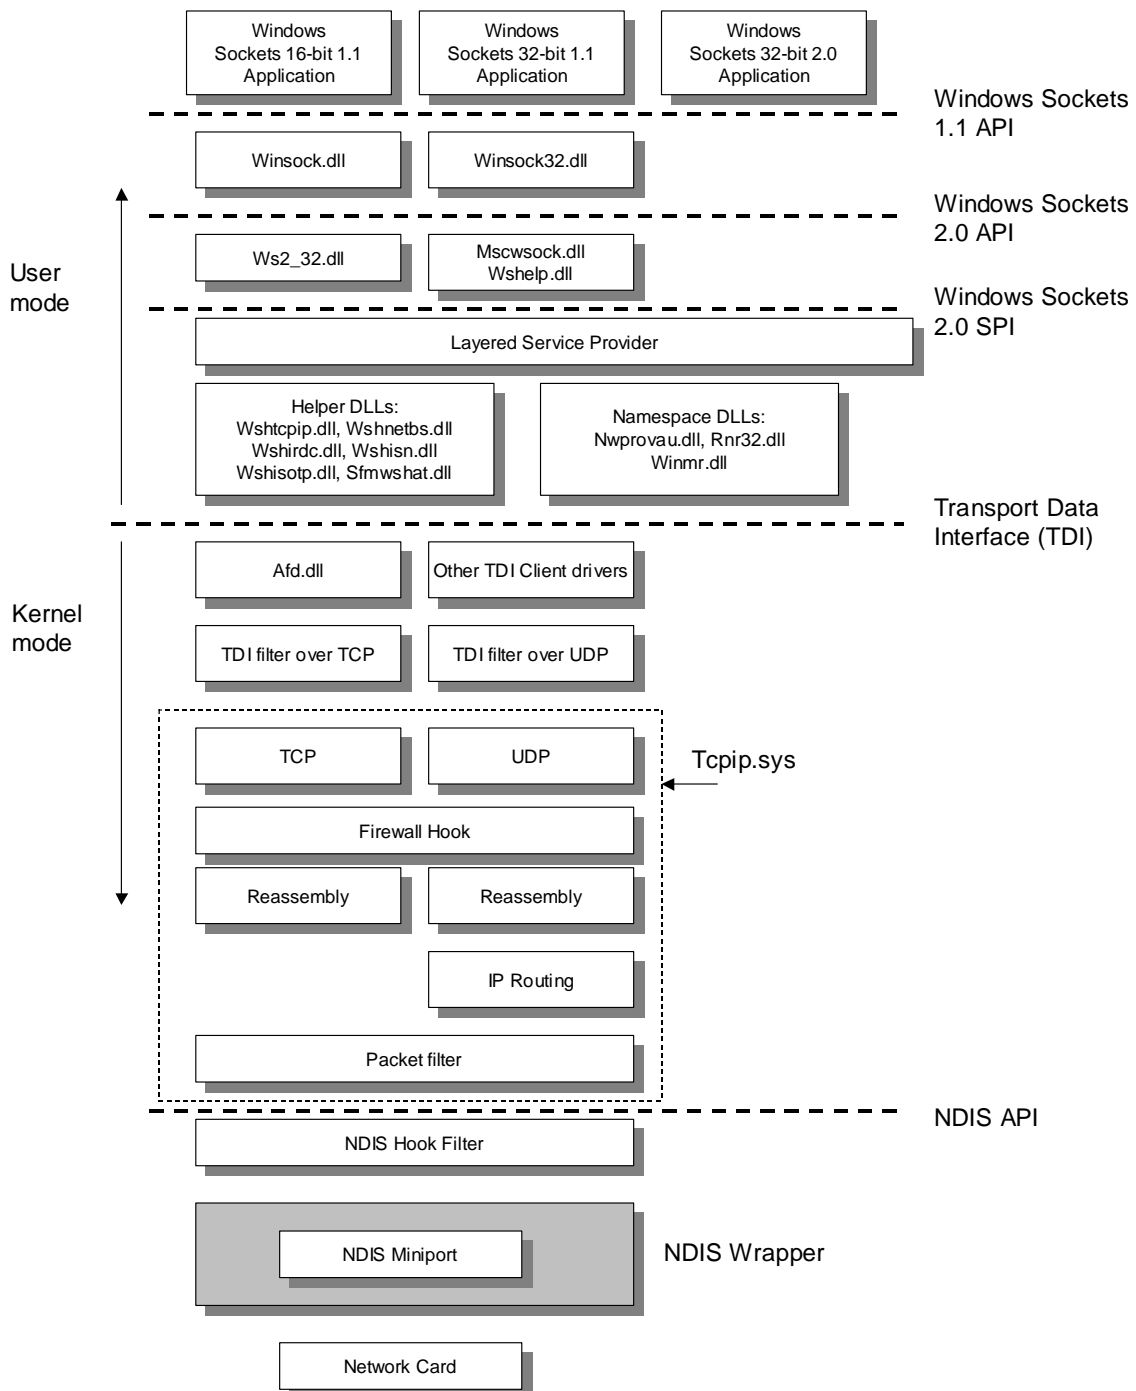 Windows
Sockets 16-bit 1.1
Application
Windows
Sockets 32-bit 1.1
Application
Windows
Sockets 32-bit 2.0
Application
Windows Sockets
1.1 API
Winsock.dll
Winsock32.dll
Windows Sockets
2.0 API
User
mode
Ws2_32.dll
Mscwsock.dll
Wshelp.dll
Windows Sockets
2.0 SPI
Layered Service Provider
Helper DLLs:
Wshtcpip.dll, Wshnetbs.dll
Wshirdc.dll, Wshisn.dll
Wshisotp.dll, Sfmwshat.dll
Namespace DLLs:
Nwprovau.dll, Rnr32.dll
Winmr.dll
Transport Data
Interface (TDI)
Afd.dll
Other TDI Client drivers
Kernel
mode
TDI filter over TCP
TDI filter over UDP
TCP
UDP
Tcpip.sys
Firewall Hook
Reassembly
Reassembly
IP Routing
Packet filter
NDIS API
NDIS Hook Filter
NDIS Miniport
NDIS Wrapper
Network Card